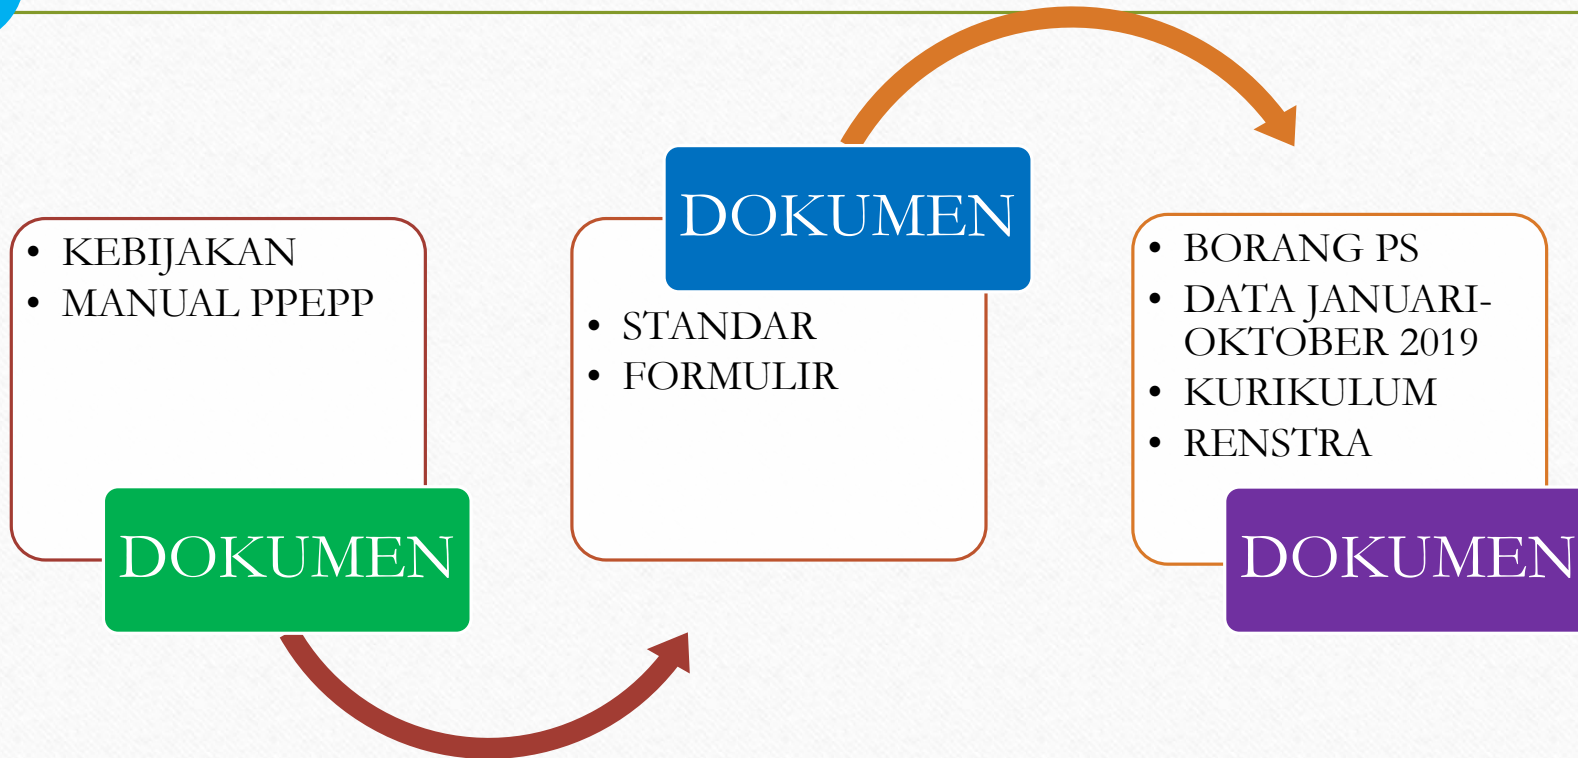 • KEBIJAKAN
• MANUAL PPEPP
DOKUMEN
DOKUMEN
• STANDAR
• FORMULIR
• BORANG PS
• DATA JANUARI-
OKTOBER 2019
• KURIKULUM
• RENSTRA
DOKUMEN